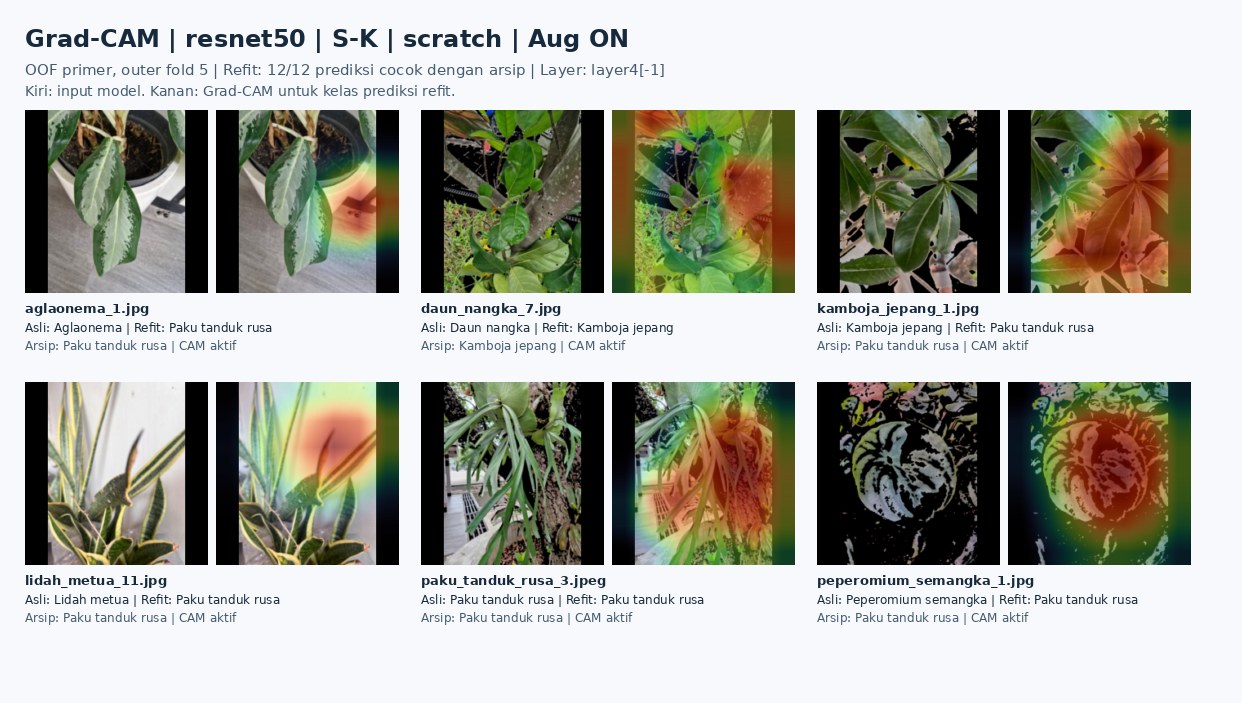 Grad-CAM | resnet50 | S-K | scratch | Aug ON
OOF primer, outer fold 5 | Refit: 12/12 prediksi cocok dengan arsip | Layer: layer4[-1]
Kiri: input model. Kanan: Grad-CAM untuk kelas prediksi refit.
aglaonema_1.jpg
Asli: Aglaonema | Refit: Paku tanduk rusa
Arsip: Paku tanduk rusa | CAM aktif
daun_nangka_7.jpg
Asli: Daun nangka | Refit: Kamboja jepang
Arsip: Kamboja jepang | CAM aktif
kamboja_jepang_1.jpg
Asli: Kamboja jepang | Refit: Paku tanduk rusa
Arsip: Paku tanduk rusa | CAM aktif
lidah_metua_11.jpg
Asli: Lidah metua | Refit: Paku tanduk rusa
Arsip: Paku tanduk rusa | CAM aktif
paku_tanduk_rusa_3.jpeg
Asli: Paku tanduk rusa | Refit: Paku tanduk rusa
Arsip: Paku tanduk rusa | CAM aktif
peperomium_semangka_1.jpg
Asli: Peperomium semangka | Refit: Paku tanduk rusa
Arsip: Paku tanduk rusa | CAM aktif